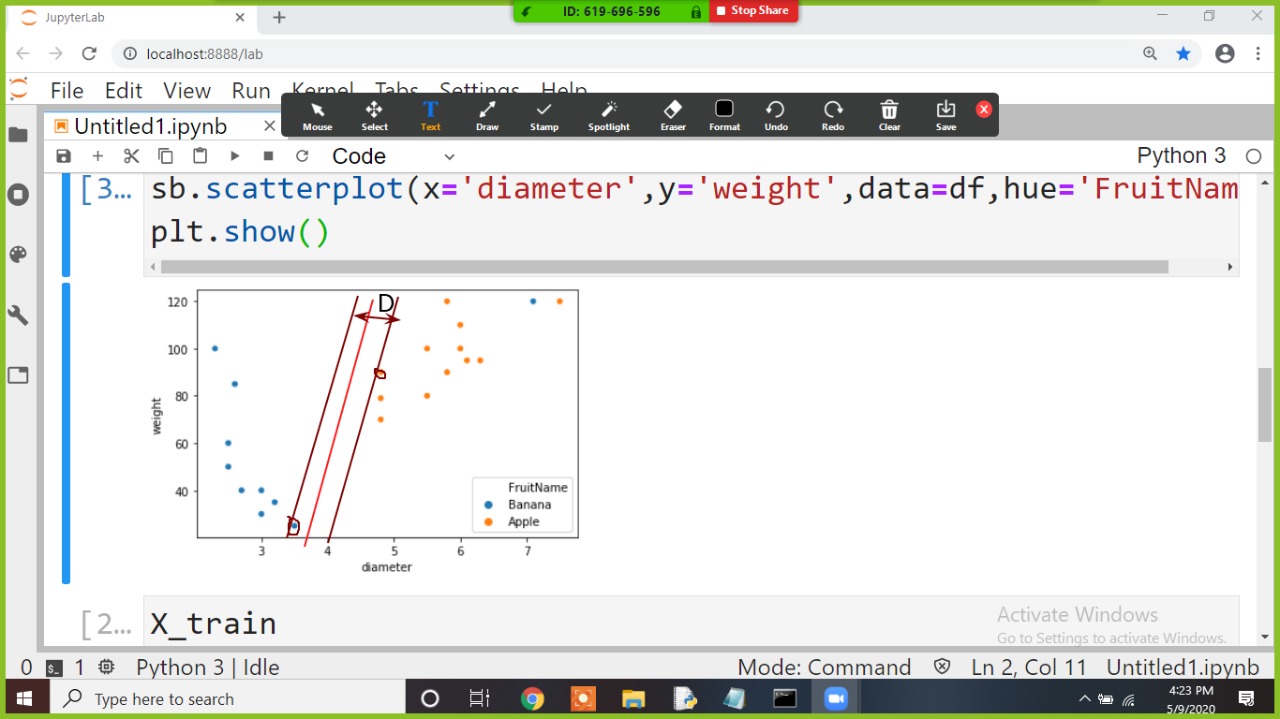 JupyterLab
ID: 619-696-596
Stop Share
localhost:8888/lab
File Edit View Run Kernel Tabs Settings Help
Mouse Select Text Draw Stamp Spotlight Eraser Format Undo Redo Clear Save
Untitled1.ipynb
Code
Python 3
[3... sb.scatterplot(x='diameter',y='weight',data=df,hue='FruitNam
plt.show()
D
120
100
80
60
40
weight
FruitName
Banana
Apple
3 4 5 6 7
diameter
[2... X_train
Activate Windows
Go to Settings to activate Windows.
0 1 Python 3 | Idle Mode: Command Ln 2, Col 11 Untitled1.ipynb
Type here to search
4:23 PM
5/9/2020